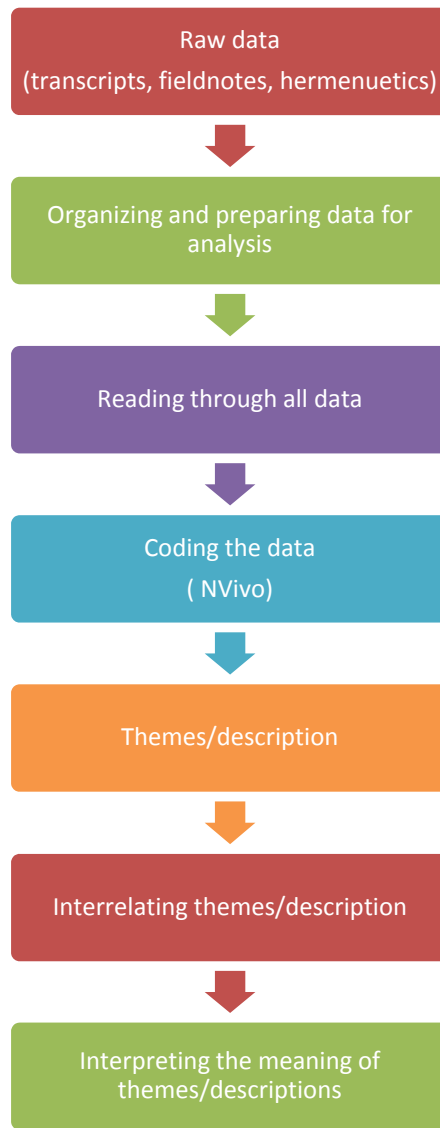 Raw data
(transcripts, fieldnotes, hermenuetics)
Organizing and preparing data for
analysis
Reading through all data
Coding the data
( NVivo)
Themes/description
Interrelating themes/description
Interpreting the meaning of
themes/descriptions